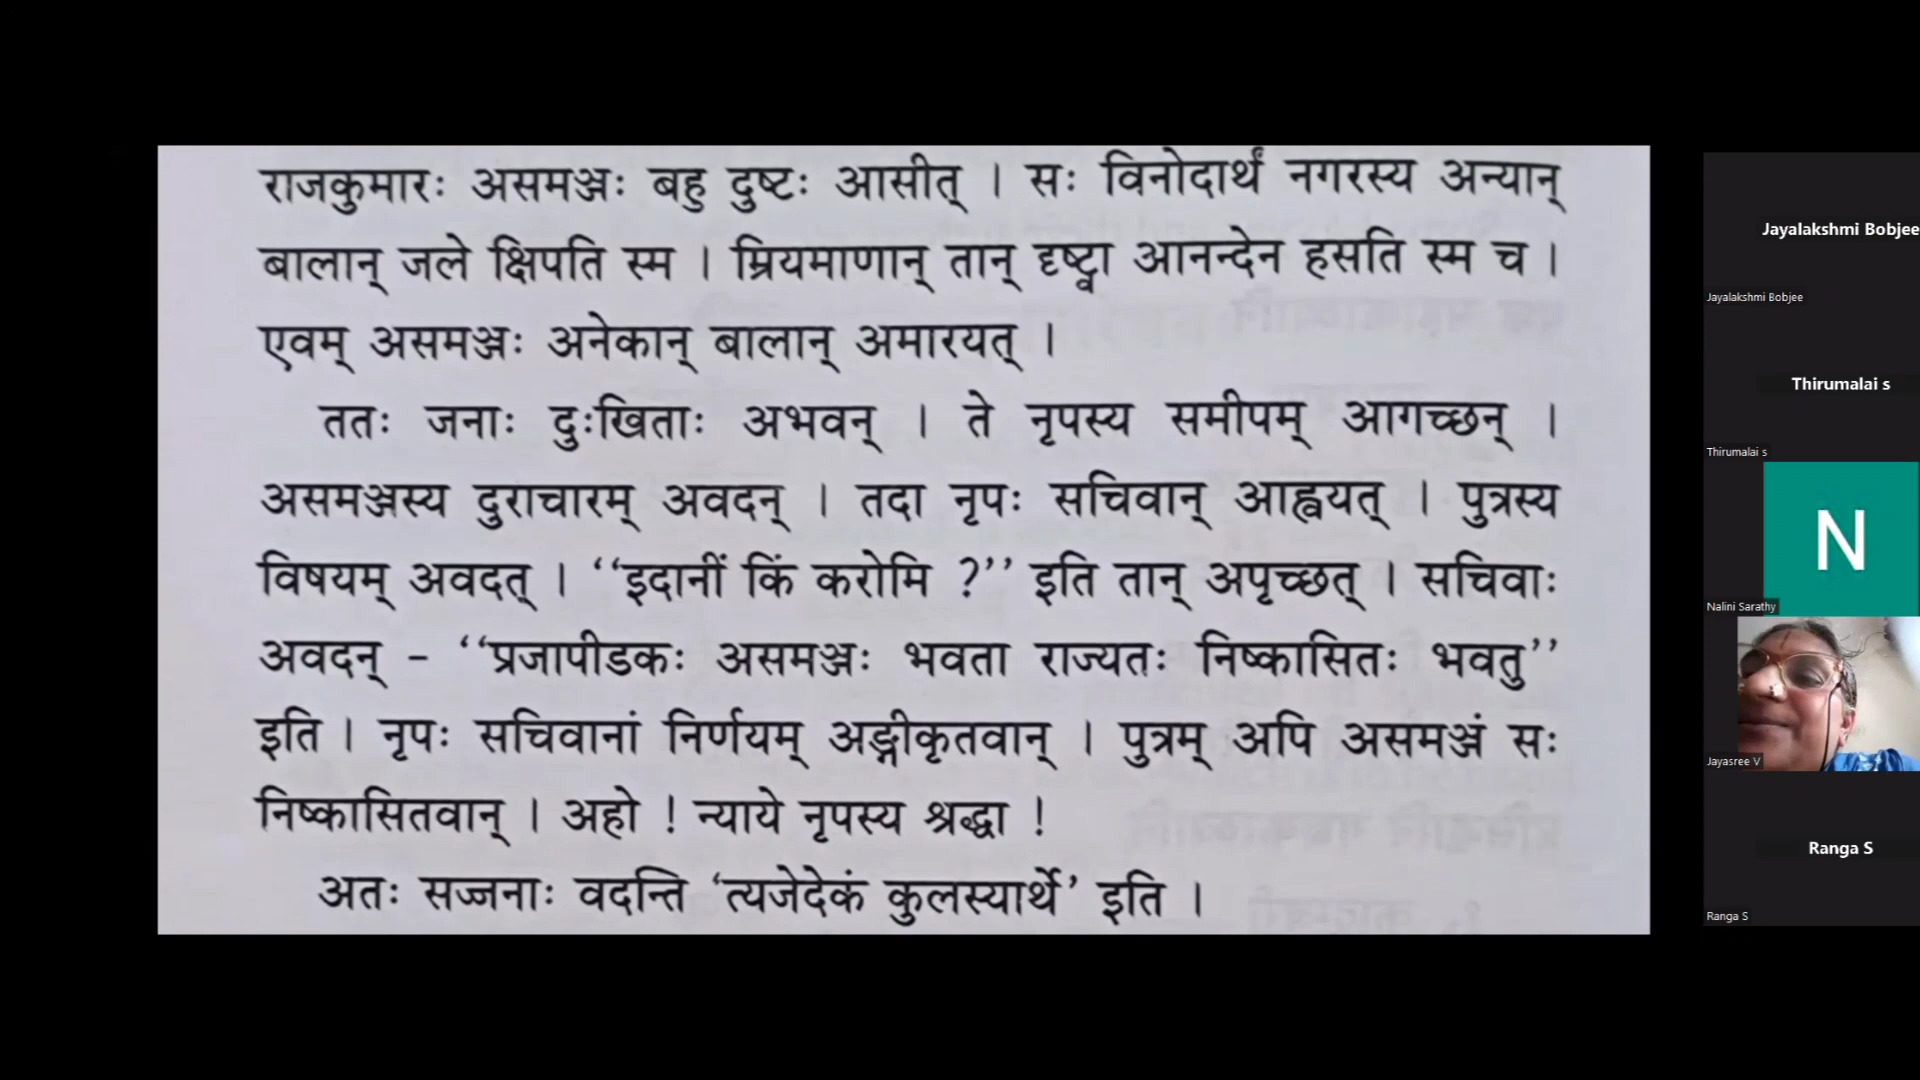 राजकुमारः असमञ्जः बहु दुष्टः आसीत् । सः विनोदार्थं नगरस्य अन्यान्
बालान् जले क्षिपति स्म । म्रियमाणान् तान् दृष्ट्वा आनन्देन हसति स्म च ।
एवम् असमञ्जः अनेकान् बालान् अमारयत् ।
ततः जनाः दुःखिताः अभवन् । ते नृपस्य समीपम् आगच्छन् ।
असमञ्जस्य दुराचारम् अवदन् । तदा नृपः सचिवान् आह्वयत् । पुत्रस्य
विषयम् अवदत् । ‘‘इदानीं किं करोमि ?’’ इति तान् अपृच्छत् । सचिवाः
अवदन् – ‘‘प्रजापीडकः असमञ्जः भवता राज्यतः निष्कासितः भवतु’’
इति । नृपः सचिवानां निर्णयम् अङ्गीकृतवान् । पुत्रम् अपि असमञ्जं सः
निष्कासितवान् । अहो ! न्याये नृपस्य श्रद्धा !
अतः सज्जनाः वदन्ति ‘त्यजेदेकं कुलस्यार्थे’ इति ।
Jayalakshmi Bobjee
Jayalakshmi Bobjee
Thirumalai s
Thirumalai s
N
Nalini Sarathy
Jayasree V
Ranga S
Ranga S